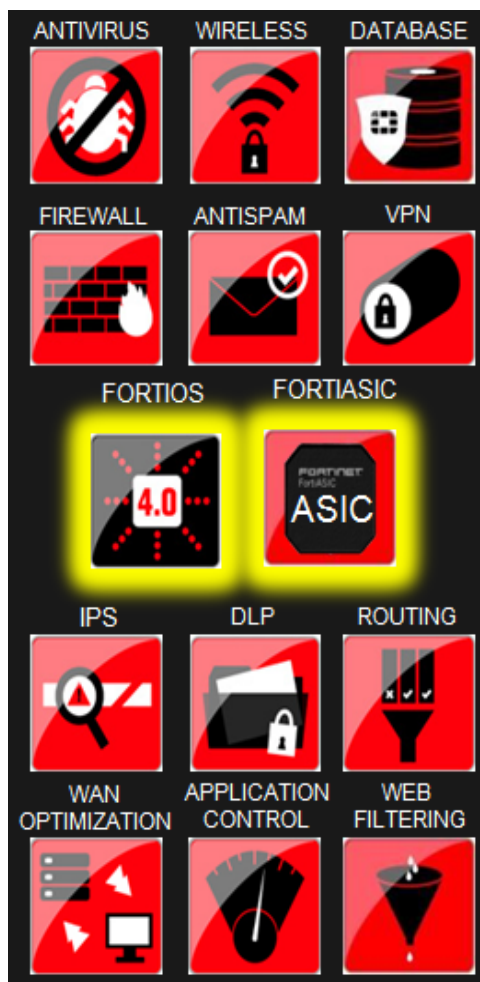 ANTIVIRUS WIRELESS DATABASE
FIREWALL ANTISPAM VPN
FORTIOS FORTIASIC
4.0
FORTINET
FortiASIC
ASIC
IPS DLP ROUTING
WAN OPTIMIZATION APPLICATION CONTROL WEB FILTERING